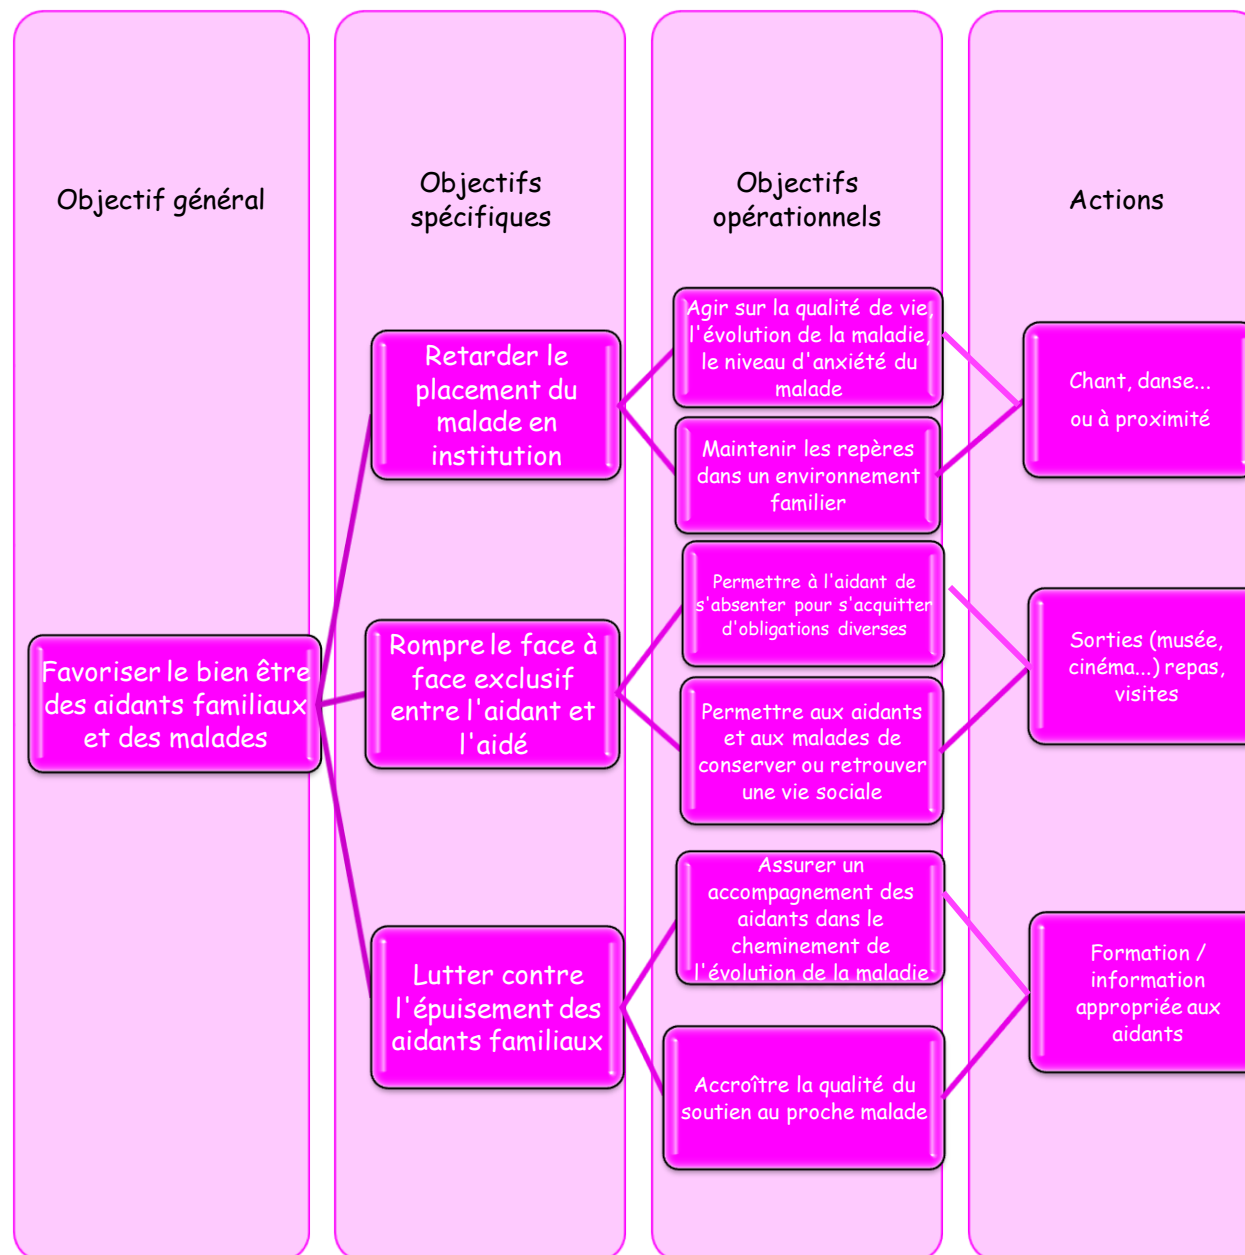 Objectif général
Objectifs
spécifiques
Objectifs
opérationnels
Actions
Favoriser le bien être
des aidants familiaux
et des malades
Retarder le
placement du
malade en
institution
Rompre le face à
face exclusif
entre l'aidant et
l'aidé
Lutter contre
l'épuisement des
aidants familiaux
Agir sur la qualité de vie,
l'évolution de la maladie,
le niveau d'anxiété du
malade
Maintenir les repères
dans un environnement
familier
Permettre à l'aidant de
s'absenter pour s'acquitter
d'obligations diverses
Permettre aux aidants
et aux malades de
conserver ou retrouver
une vie sociale
Assurer un
accompagnement des
aidants dans le
cheminement de
l'évolution de la maladie
Accroître la qualité du
soutien au proche malade
Chant, danse...
ou à proximité
Sorties (musée,
cinéma...) repas,
visites
Formation /
information
appropriée aux
aidants